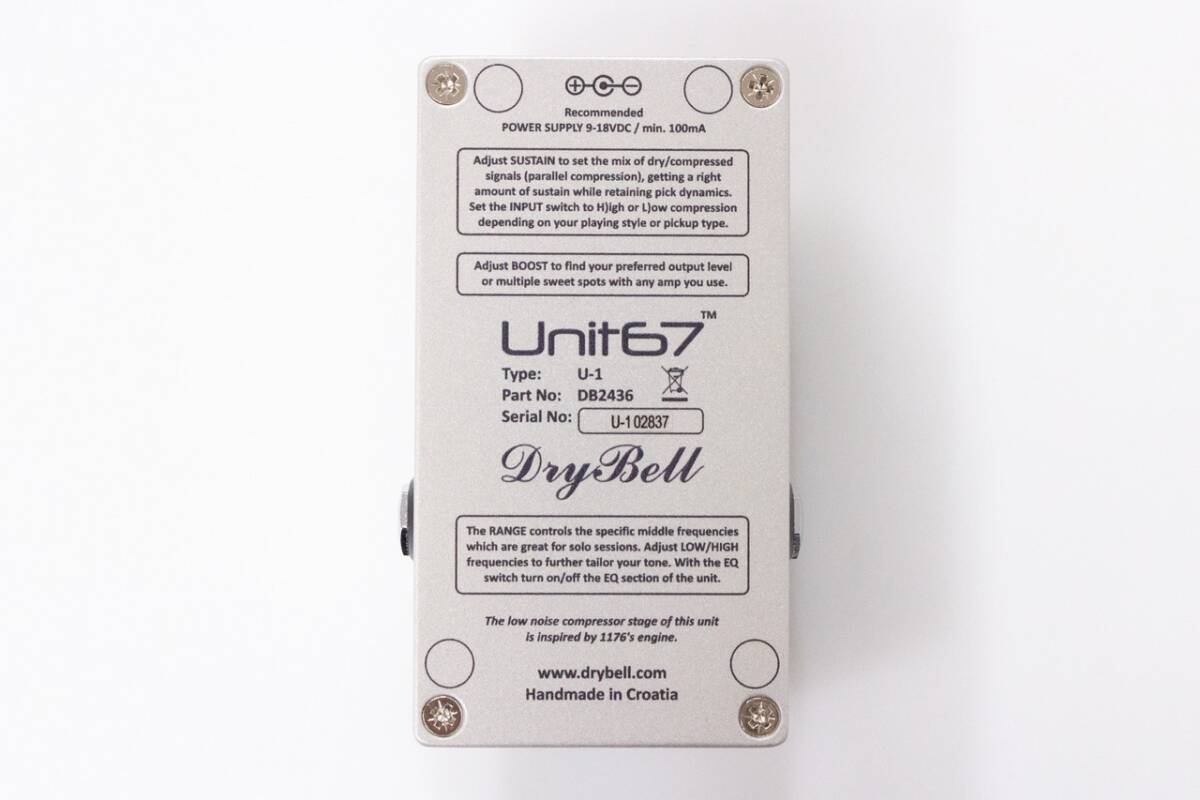 Recommended
POWER SUPPLY 9-18VDC / min. 100mA
Adjust SUSTAIN to set the mix of dry/compressed
signals (parallel compression), getting a right
amount of sustain while retaining pick dynamics.
Set the INPUT switch to H)igh or L)ow compression
depending on your playing style or pickup type.
Adjust BOOST to find your preferred output level
or multiple sweet spots with any amp you use.
Unit67™
Type: U-1
Part No: DB2436
Serial No: U-1 02837
DryBell
The RANGE controls the specific middle frequencies
which are great for solo sessions. Adjust LOW/HIGH
frequencies to further tailor your tone. With the EQ
switch turn on/off the EQ section of the unit.
The low noise compressor stage of this unit
is inspired by 1176's engine.
www.drybell.com
Handmade in Croatia